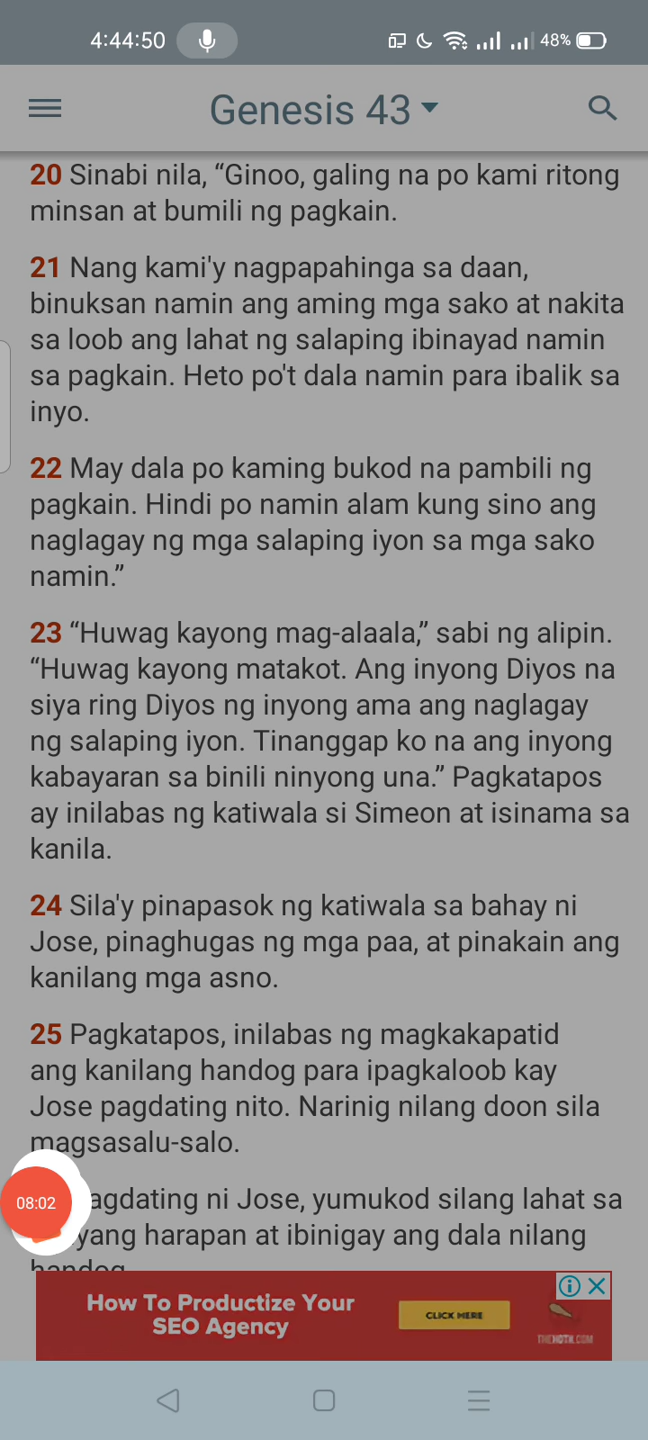 4:44:50
48%
Genesis 43
20 Sinabi nila, “Ginoo, galing na po kami ritong
minsan at bumili ng pagkain.
21 Nang kami'y nagpapahinga sa daan,
binuksan namin ang aming mga sako at nakita
sa loob ang lahat ng salaping ibinayad namin
sa pagkain. Heto po't dala namin para ibalik sa
inyo.
22 May dala po kaming bukod na pambili ng
pagkain. Hindi po namin alam kung sino ang
naglagay ng mga salaping iyon sa mga sako
namin.”
23 “Huwag kayong mag-alaala,” sabi ng alipin.
“Huwag kayong matakot. Ang inyong Diyos na
siya ring Diyos ng inyong ama ang naglagay
ng salaping iyon. Tinanggap ko na ang inyong
kabayaran sa binili ninyong una.” Pagkatapos
ay inilabas ng katiwala si Simeon at isinama sa
kanila.
24 Sila'y pinapasok ng katiwala sa bahay ni
Jose, pinaghugas ng mga paa, at pinakain ang
kanilang mga asno.
25 Pagkatapos, inilabas ng magkakapatid
ang kanilang handog para ipagkaloob kay
Jose pagdating nito. Narinig nilang doon sila
magsasalu-salo.
08:02
agdating ni Jose, yumukod silang lahat sa
yang harapan at ibinigay ang dala nilang
handog
How To Productize Your
SEO Agency
CLICK HERE
THEHOTH.COM